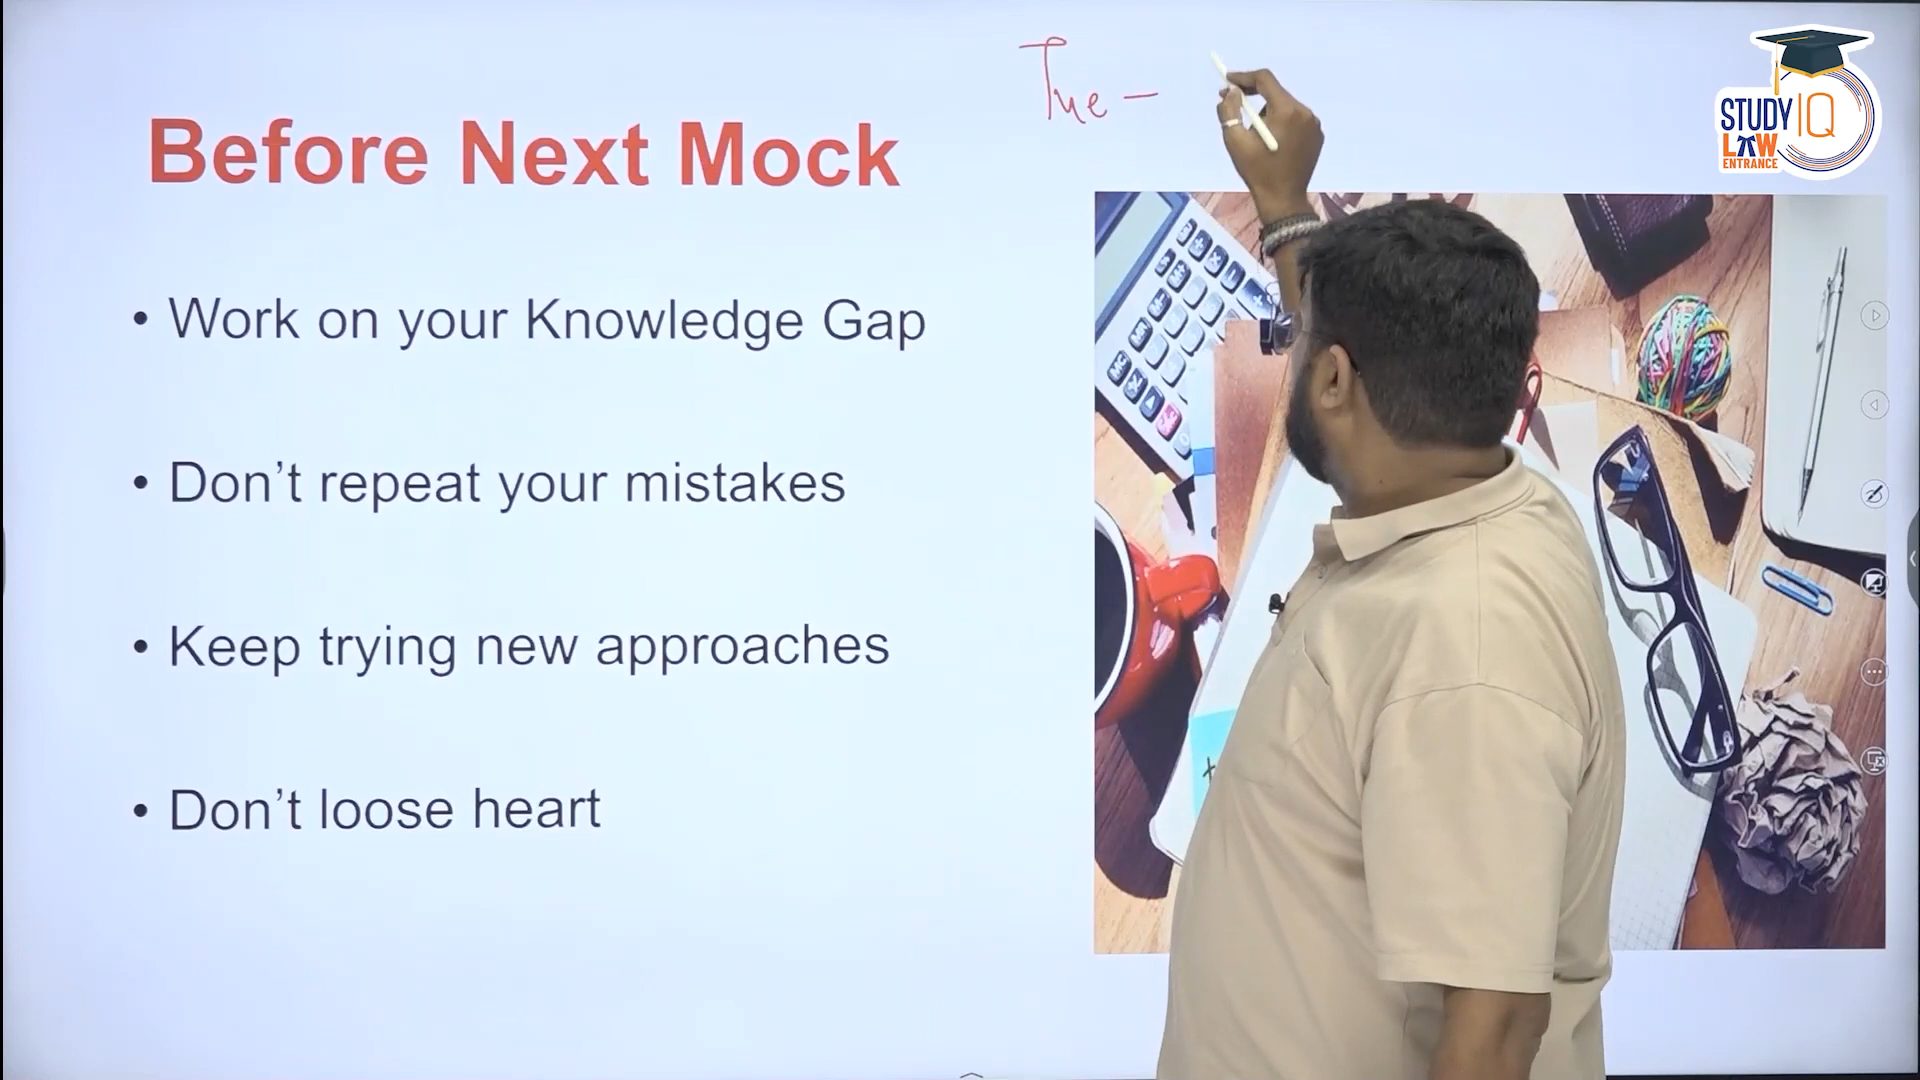 Tue –
STUDY IQ
LAW
ENTRANCE
Before Next Mock
• Work on your Knowledge Gap
• Don’t repeat your mistakes
• Keep trying new approaches
• Don’t loose heart